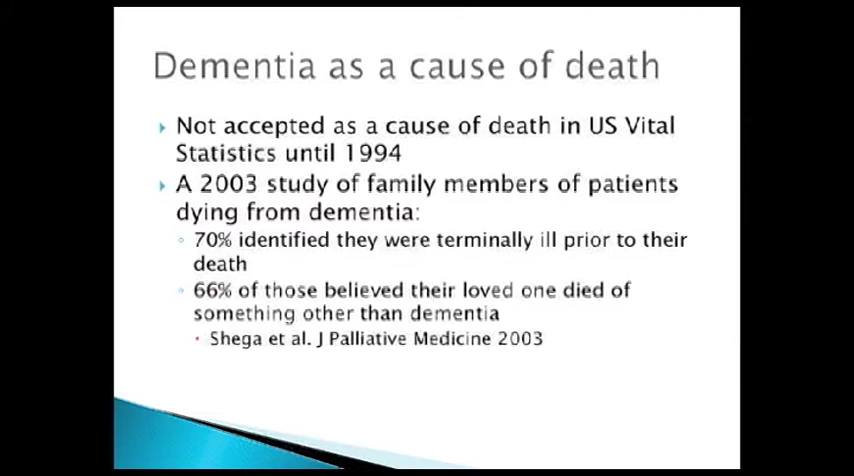 Dementia as a cause of death
Not accepted as a cause of death in US Vital
Statistics until 1994
A 2003 study of family members of patients
dying from dementia:
70% identified they were terminally ill prior to their
death
66% of those believed their loved one died of
something other than dementia
Shega et al. J Palliative Medicine 2003